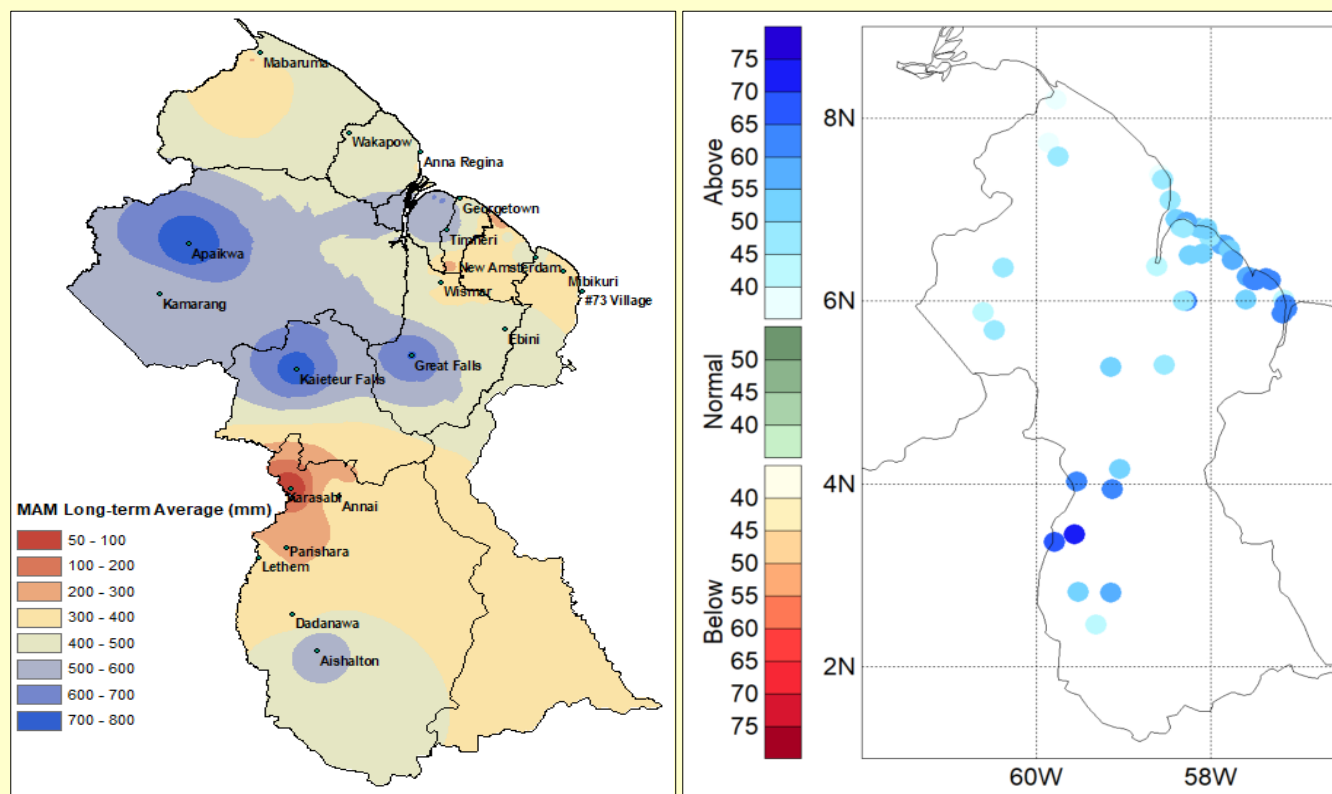 Mabaruma
Wakapow
Anna Regina
Georgetown
Timheri
Apaikwa
New Amsterdam
Mibikuri
Kamarang
Wismar
#73 Village
Ebini
Great Falls
Kaieteur Falls
Karasabi
Annai
MAM Long-term Average (mm)
50 - 100
100 - 200
200 - 300
300 - 400
400 - 500
500 - 600
600 - 700
700 - 800
Parishara
Lethem
Dadanawa
Aishalton
Above
75
70
65
60
55
50
45
40
Normal
50
45
40
Below
40
45
50
55
60
65
70
75
8N
6N
4N
2N
60W
58W